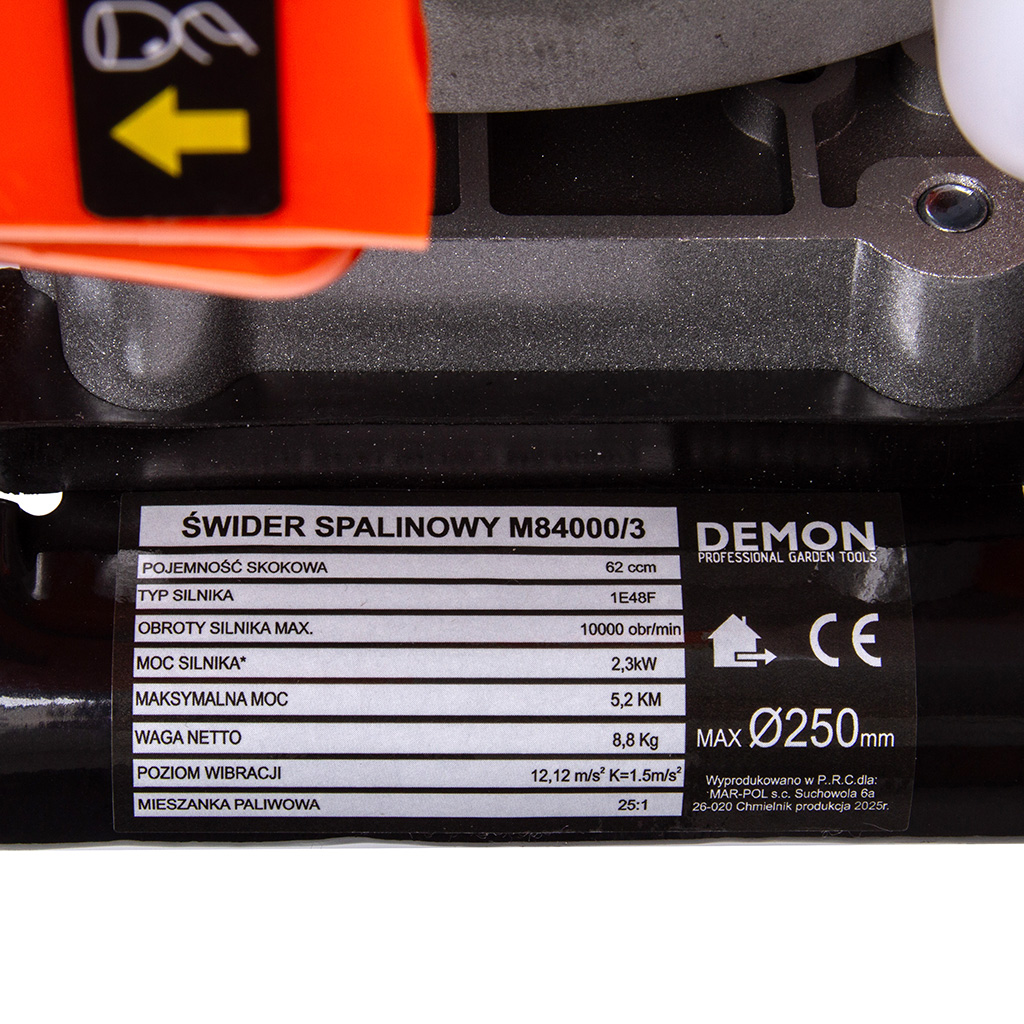 ŚWIDER SPALINOWY M84000/3
POJEMNOŚĆ SKOKOWA 62 ccm
TYP SILNIKA 1E48F
OBROTY SILNIKA MAX. 10000 obr/min
MOC SILNIKA* 2,3kW
MAKSYMALNA MOC 5,2 KM
WAGA NETTO 8,8 Kg
POZIOM WIBRACJI 12,12 m/s² K=1.5m/s²
MIESZANKA PALIWOWA 25:1
DEMON
PROFESSIONAL GARDEN TOOLS
CE
MAX Ø250mm
Wyprodukowano w P..R.C.dla:
MAR-POL s.c. Suchowola 6a
26-020 Chmielnik produkcja 2025r.